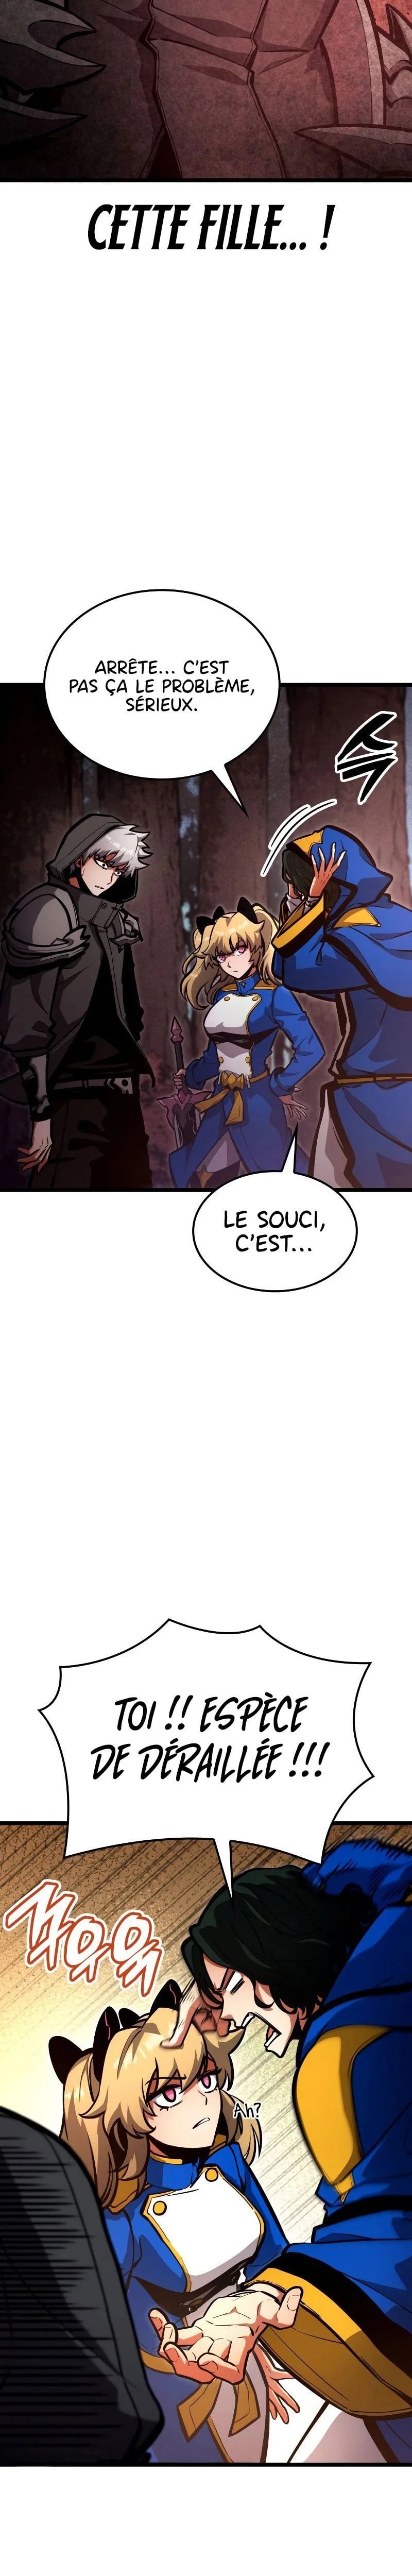 CETTE FILLE... !
ARRÊTE... C'EST
PAS ÇA LE PROBLÈME,
SÉRIEUX.
LE SOUCI,
C'EST...
TOI !! ESPÈCE
DE DÉRAILLÉE !!!
Ah?